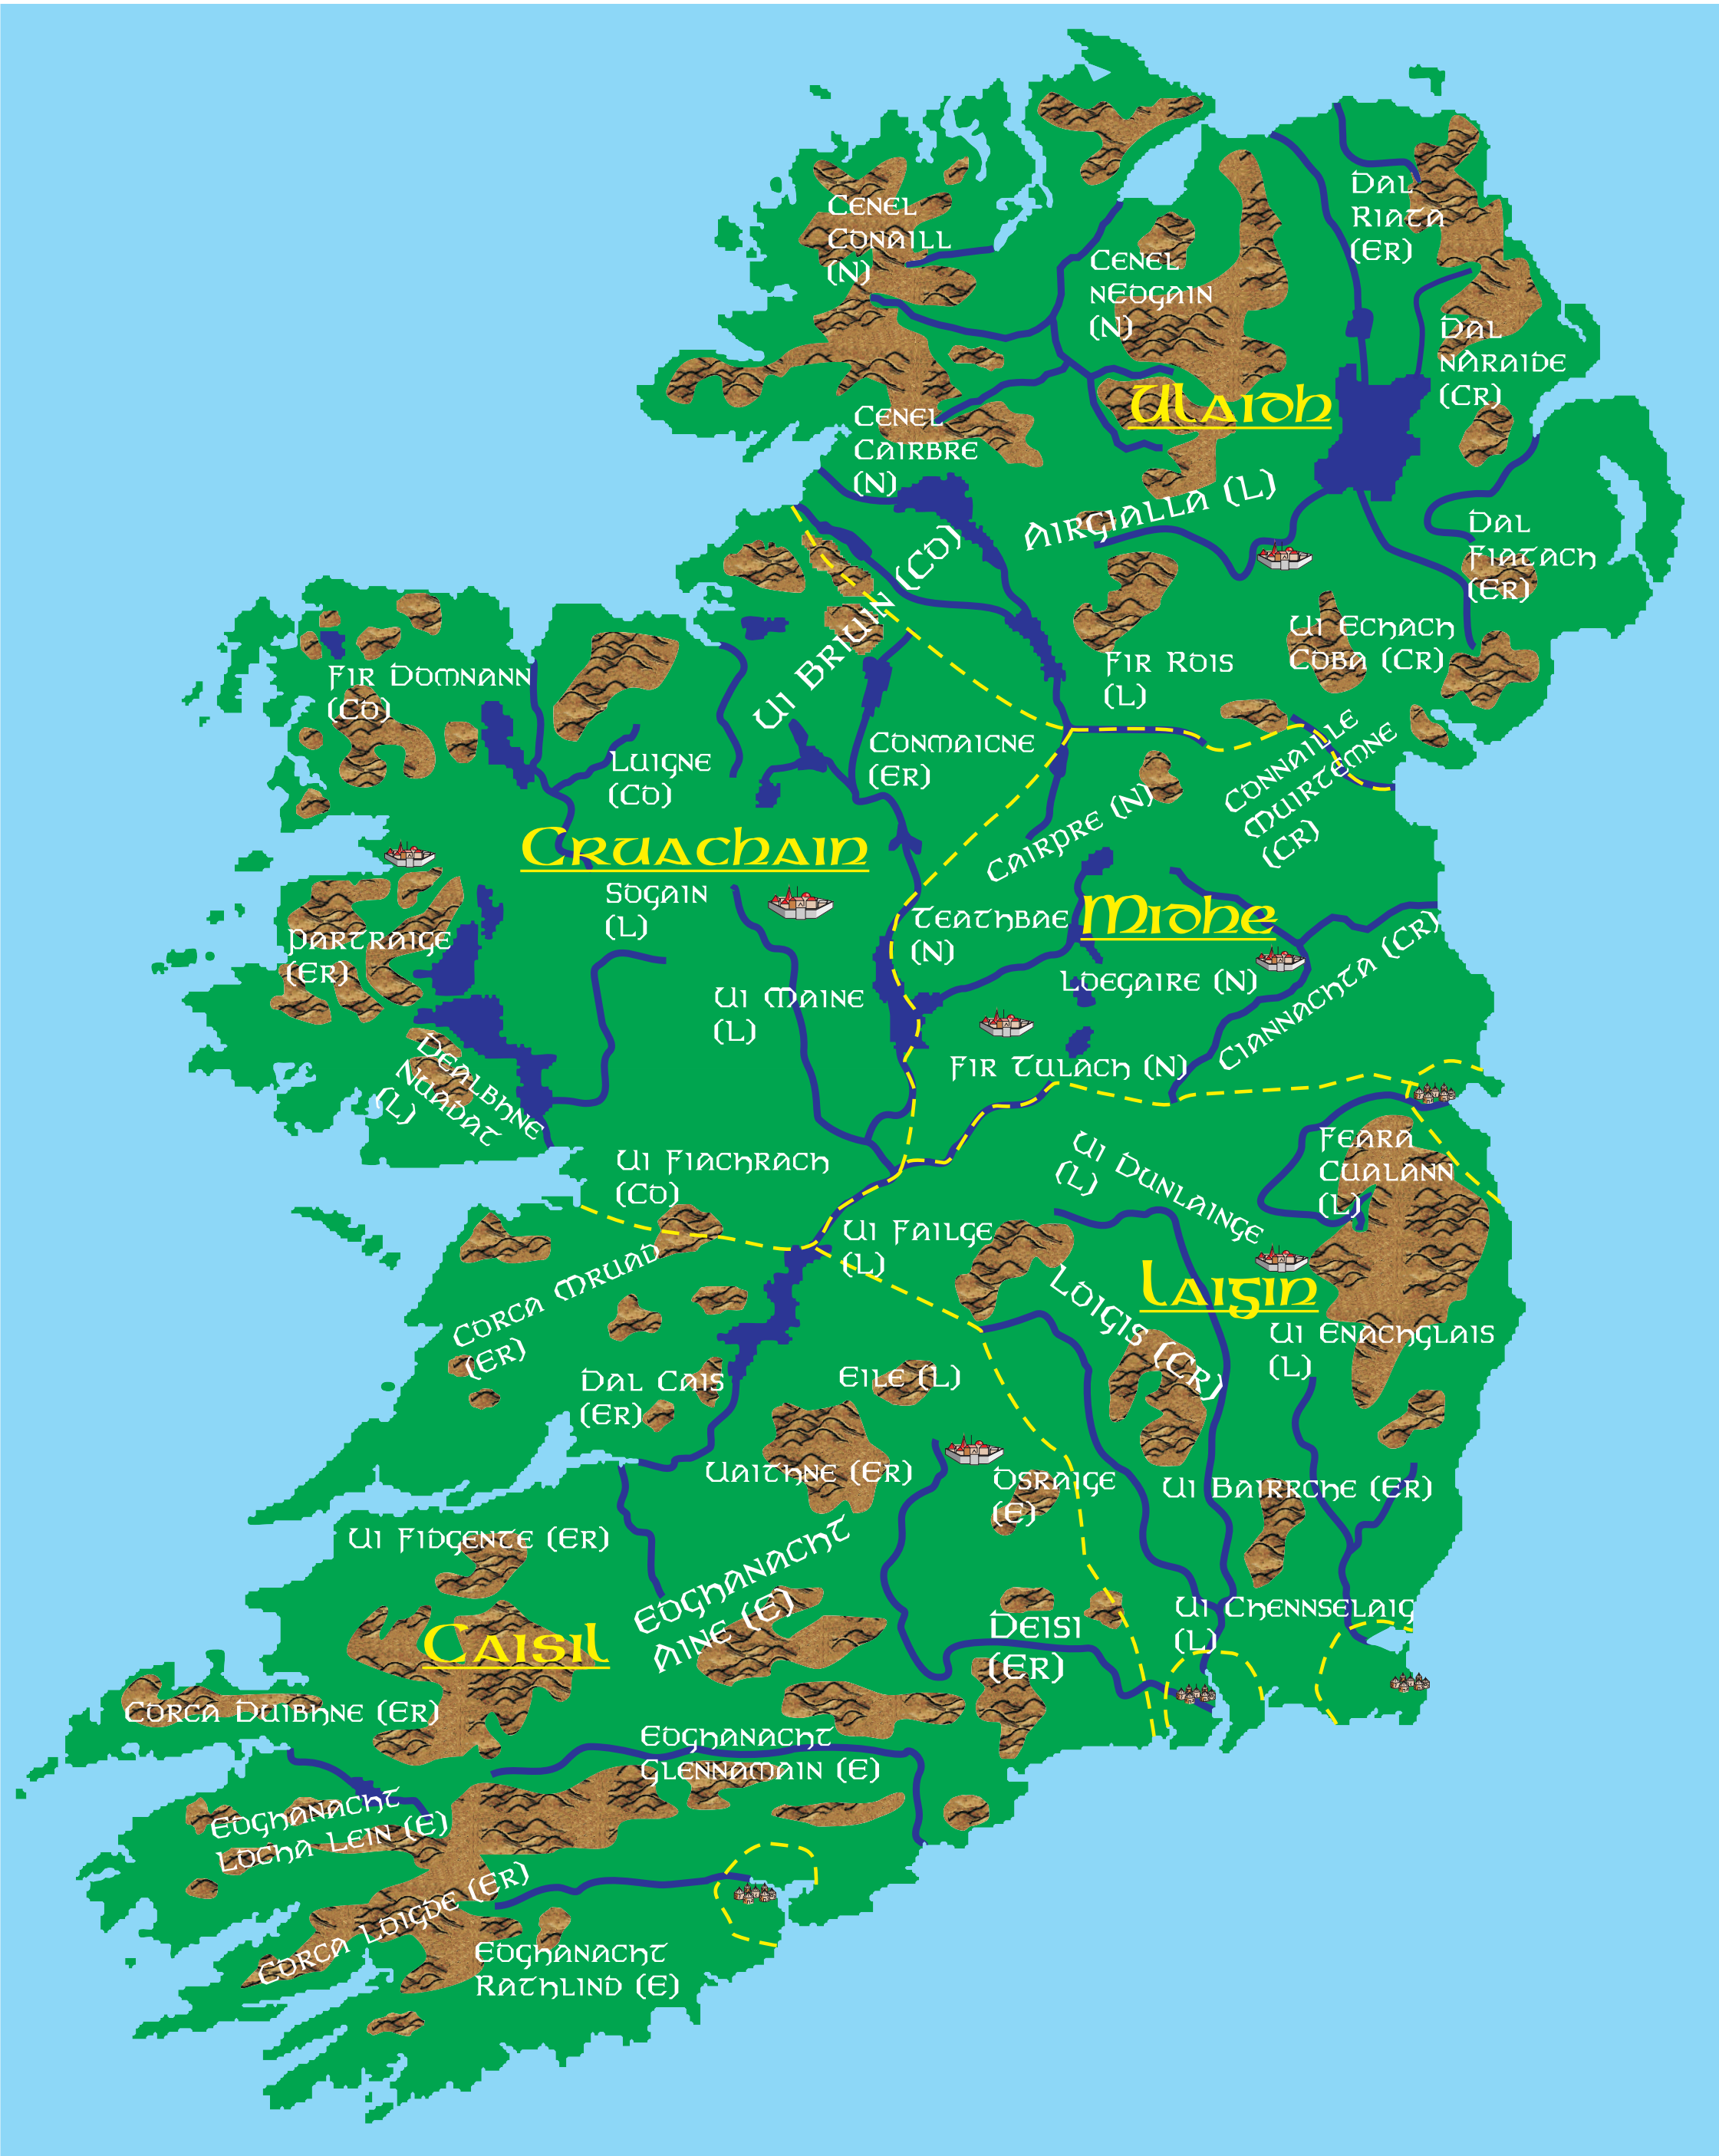 Cenel
Conaill
(N)
Cenel
nEogain
(N)
Dal
Riata
(Er)
Dal
nAraide
(Cr)
Ulaidh
Cenel
Cairbre
(N)
Airgialla (L)
Dal
Fiatach
(Er)
Ui Echach
Coba (Cr)
Fir Rois
(L)
Ui Briuin (Co)
Fir Domnann
(Co)
Luigne
(Co)
Conmaicne
(Er)
Connaille
Muirtemne
(Cr)
Cairpre (N)
Cruachain
Sogain
(L)
Teathbae
(N)
Midhe
Partraige
(Er)
Loegaire (N)
Ciannachta (Cr)
Ui Maine
(L)
Fir Tulach (N)
Dealbhne
Nuadat
(L)
Ui Fiachrach
(Co)
Ui Dunlainge
(L)
Feara
Cualann
(L)
Ui Failge
(L)
Corca Mruad
(Er)
Loigis (Cr)
Laigin
Ui Enachglais
(L)
Dal Cais
(Er)
Eile (L)
Uaithne (Er)
Osraige
(E)
Ui Bairrche (Er)
Ui Fidgente (Er)
Eoghanacht
Aine (E)
Deisi
(Er)
Ui Chennselaig
(L)
Caisil
Corca Duibhne (Er)
Eoghanacht
Glennamain (E)
Eoghanacht
Locha Lein (E)
Corca Loigde (Er)
Eoghanacht
Rathlind (E)